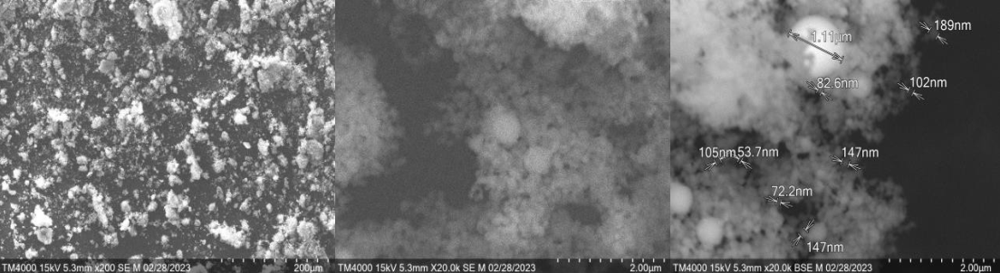 189nm
1.11µm
82.6nm
102nm
105nm 53.7nm
147nm
72.2nm
147nm
TM4000 15kV 5.3mm x200 SE M 02/28/2023 200µm
TM4000 15kV 5.3mm X20.0k SE M 02/28/2023 2.00µm
TM4000 15kV 5.3mm x20.0k BSE M 02/28/2023 2.00µm